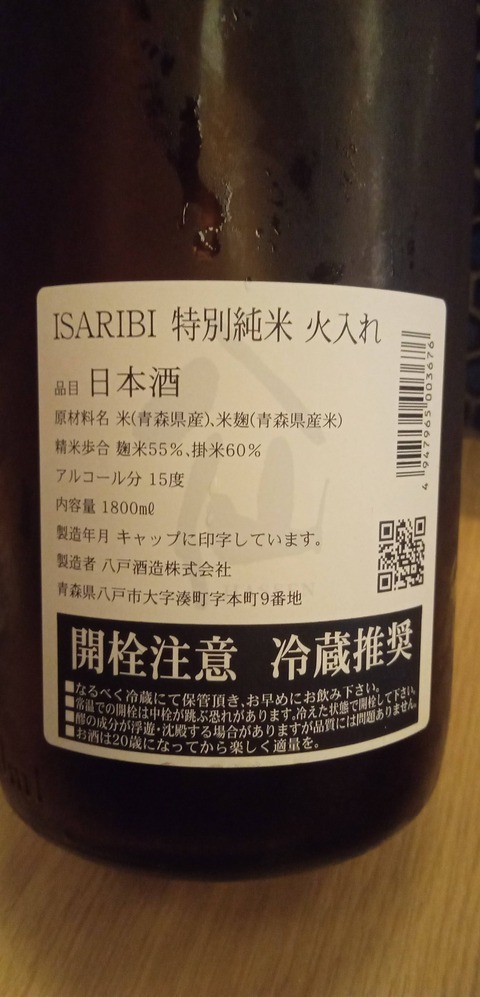 ISARIBI 特別純米 火入れ
品目 日本酒
原材料名 米(青森県産)、米麹(青森県産米)
精米歩合 麹米55%、掛米60%
アルコール分 15度
内容量 1800㎖
製造年月 キャップに印字しています。
製造者 八戸酒造株式会社
青森県八戸市大字湊町字本町9番地
4 947965 003676
開栓注意 冷蔵推奨
■なるべく冷蔵にて保管頂き、お早めにお飲み下さい。
■常温での開栓は中栓が跳ぶ恐れがあります。冷えた状態で開栓して下さい。
■醪の成分が浮遊・沈殿する場合がありますが品質には問題ありません。
■お酒は20歳になってから楽しく適量を。